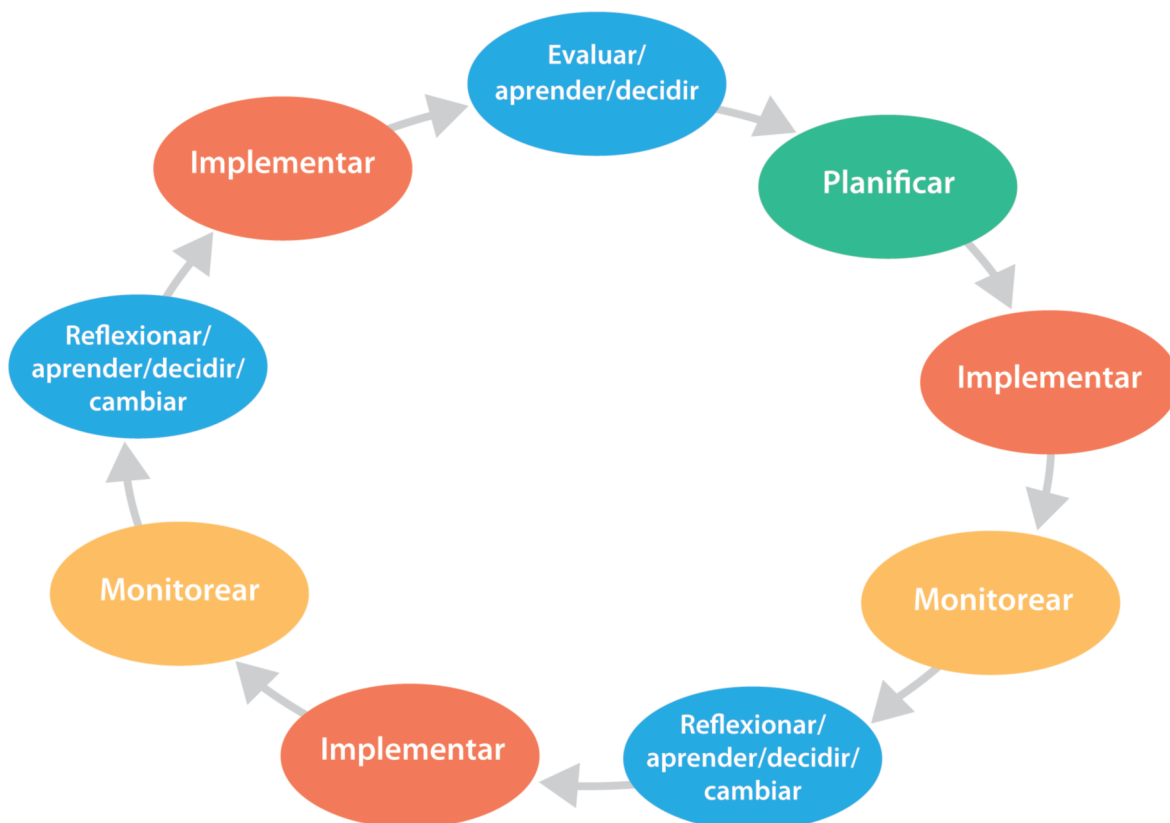 Evaluar/
aprender/decidir
Planificar
Implementar
Monitorear
Reflexionar/
aprender/decidir/
cambiar
Implementar
Monitorear
Reflexionar/
aprender/decidir/
cambiar
Implementar